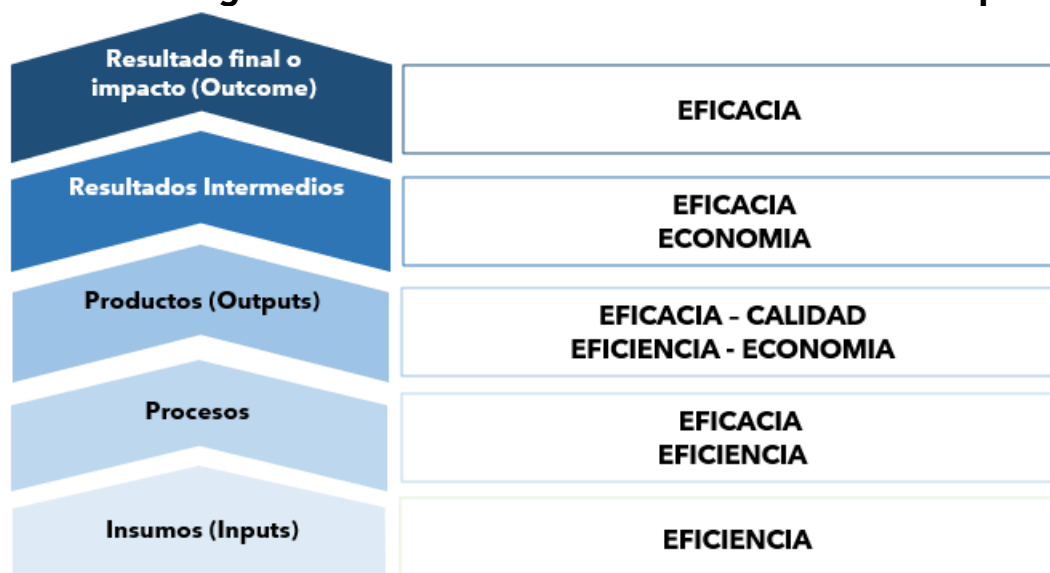 Resultado final o
impacto (Outcome)
EFICACIA
Resultados Intermedios
EFICACIA
ECONOMIA
Productos (Outputs)
EFICACIA – CALIDAD
EFICIENCIA - ECONOMIA
Procesos
EFICACIA
EFICIENCIA
Insumos (Inputs)
EFICIENCIA